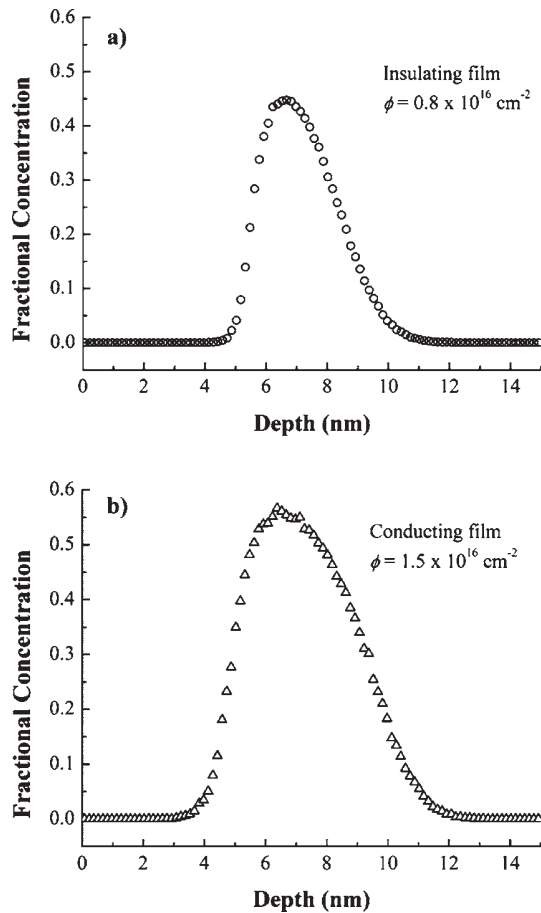 a)
Insulating film
ϕ = 0.8 x 10¹⁶ cm⁻²
Fractional Concentration
0.6
0.5
0.4
0.3
0.2
0.1
0.0
0 2 4 6 8 10 12 14
Depth (nm)
b)
Conducting film
ϕ = 1.5 x 10¹⁶ cm⁻²
Fractional Concentration
0.6
0.5
0.4
0.3
0.2
0.1
0.0
0 2 4 6 8 10 12 14
Depth (nm)